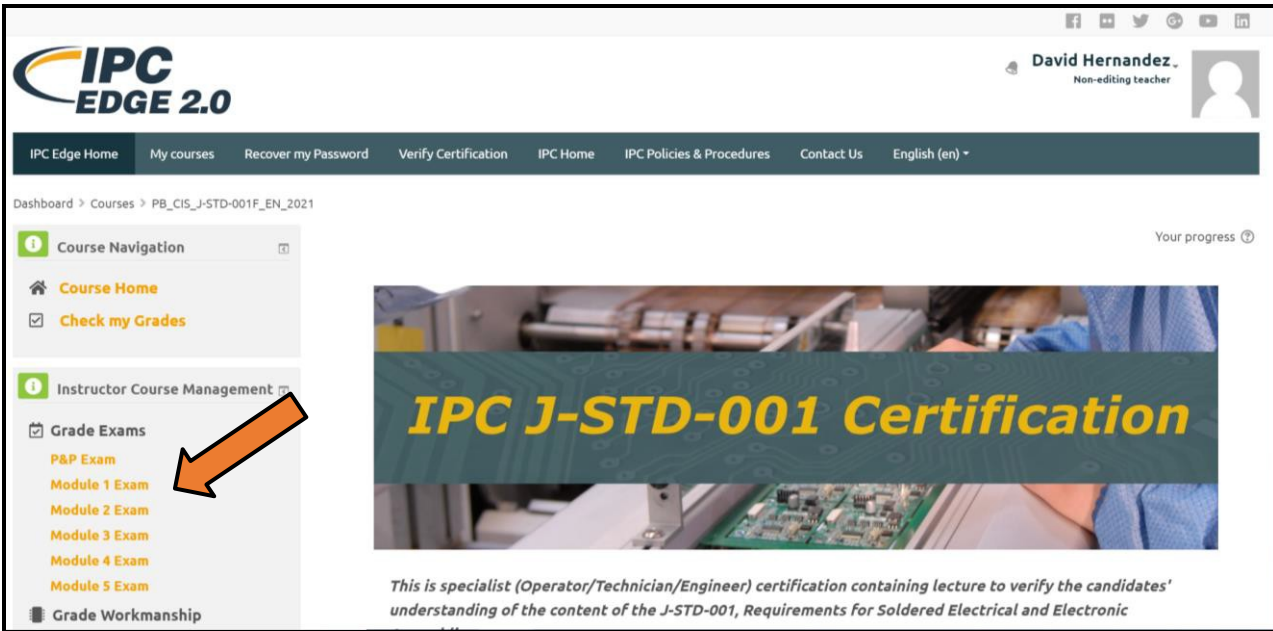 IPC
EDGE 2.0
David Hernandez
Non-editing teacher
IPC Edge Home My courses Recover my Password Verify Certification IPC Home IPC Policies & Procedures Contact Us English (en)
Dashboard > Courses > PB_CIS_J-STD-001F_EN_2021
Your progress
Course Navigation
Course Home
Check my Grades
Instructor Course Management
Grade Exams
P&P Exam
Module 1 Exam
Module 2 Exam
Module 3 Exam
Module 4 Exam
Module 5 Exam
Grade Workmanship
IPC J-STD-001 Certification
This is specialist (Operator/Technician/Engineer) certification containing lecture to verify the candidates'
understanding of the content of the J-STD-001, Requirements for Soldered Electrical and Electronic